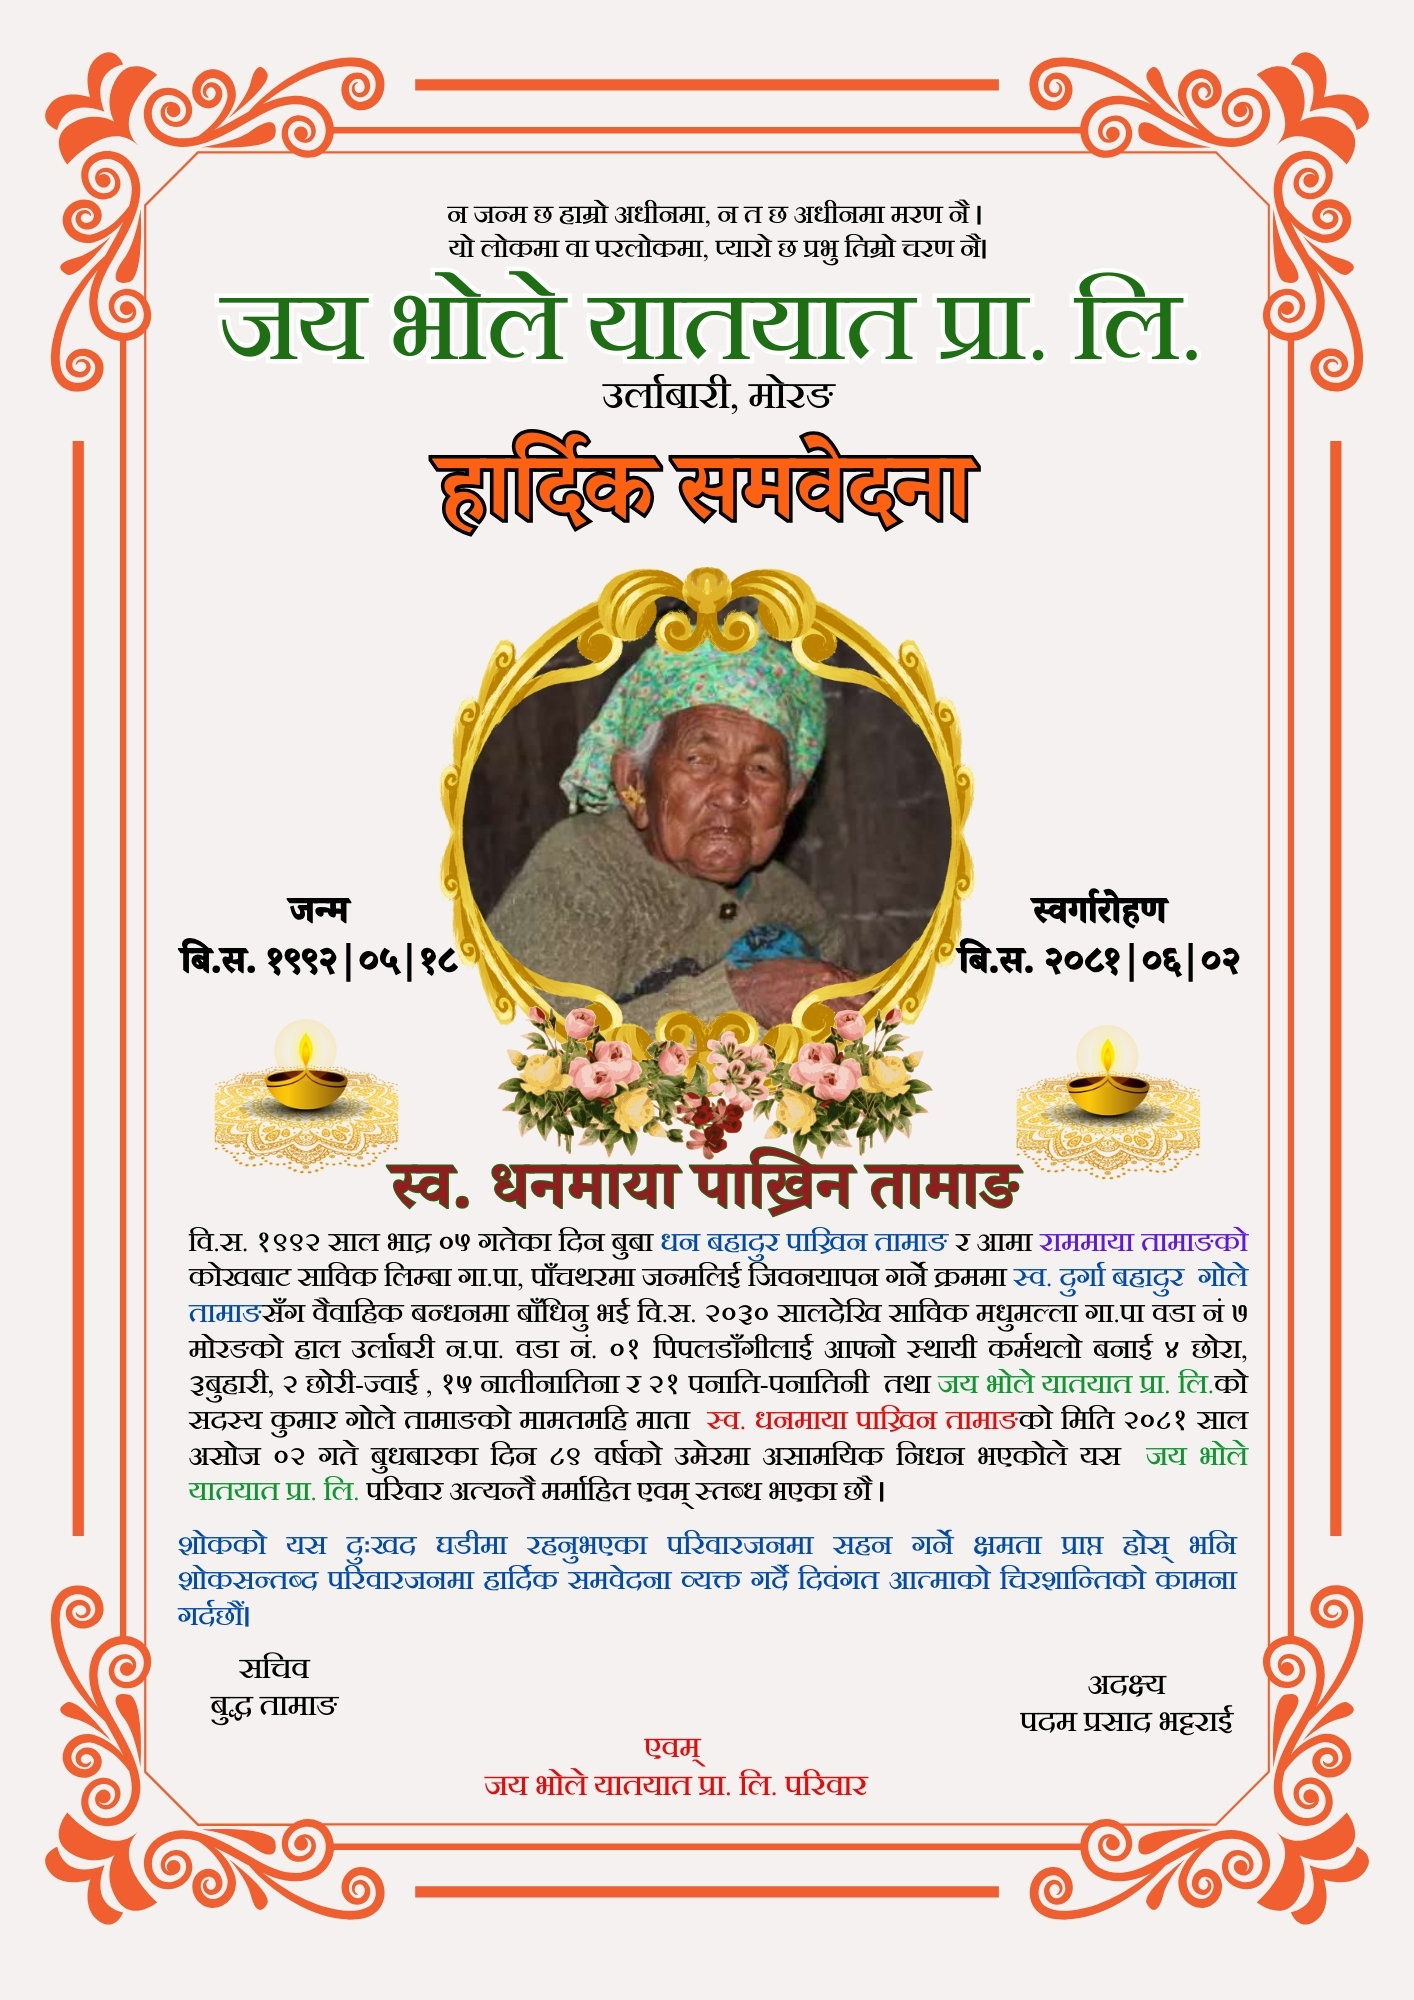 न जन्म छ हाम्रो अधीनमा, न त छ अधीनमा मरण नै ।
यो लोकमा वा परलोकमा, प्यारो छ प्रभु तिम्रो चरण नै।
जय भोले यातयात प्रा. लि.
उर्लाबारी, मोरङ
हार्दिक समवेदना
जन्म
बि.स. १९९२|०५|१८
स्वर्गारोहण
बि.स. २०८१|०६|०२
स्व. धनमाया पाख्रिन तामाङ
वि.स. १९९२ साल भाद्र ०५ गतेका दिन बुबा धन बहादुर पाख्रिन तामाङ र आमा राममाया तामाङको
कोखबाट साविक लिम्बा गा.पा, पाँचथरमा जन्मलिई जिवनयापन गर्ने क्रममा स्व. दुर्गा बहादुर गोले
तामाङसँग वैवाहिक बन्धनमा बाँधिनु भई वि.स. २०३० सालदेखि साविक मधुमल्ला गा.पा वडा नं ७
मोरङको हाल उर्लाबरी न.पा. वडा नं. ०१ पिपलडाँगीलाई आफ्नो स्थायी कर्मथलो बनाई ४ छोरा,
३बुहारी, २ छोरी-ज्वाई , १५ नातीनातिना र २१ पनाति-पनातिनी तथा जय भोले यातयात प्रा. लि.को
सदस्य कुमार गोले तामाङको मामतमहि माता स्व. धनमाया पाख्रिन तामाङको मिति २०८१ साल
असोज ०२ गते बुधबारका दिन ८९ वर्षको उमेरमा असामयिक निधन भएकोले यस जय भोले
यातयात प्रा. लि. परिवार अत्यन्तै मर्माहित एवम् स्तब्ध भएका छौ ।
शोकको यस दुःखद घडीमा रहनुभएका परिवारजनमा सहन गर्ने क्षमता प्राप्त होस् भनि
शोकसन्तब्द परिवारजनमा हार्दिक समवेदना व्यक्त गर्दै दिवंगत आत्माको चिरशान्तिको कामना
गर्दछौं।
सचिव
बुद्ध तामाङ
अदक्ष्य
पदम प्रसाद भट्टराई
एवम्
जय भोले यातयात प्रा. लि. परिवार